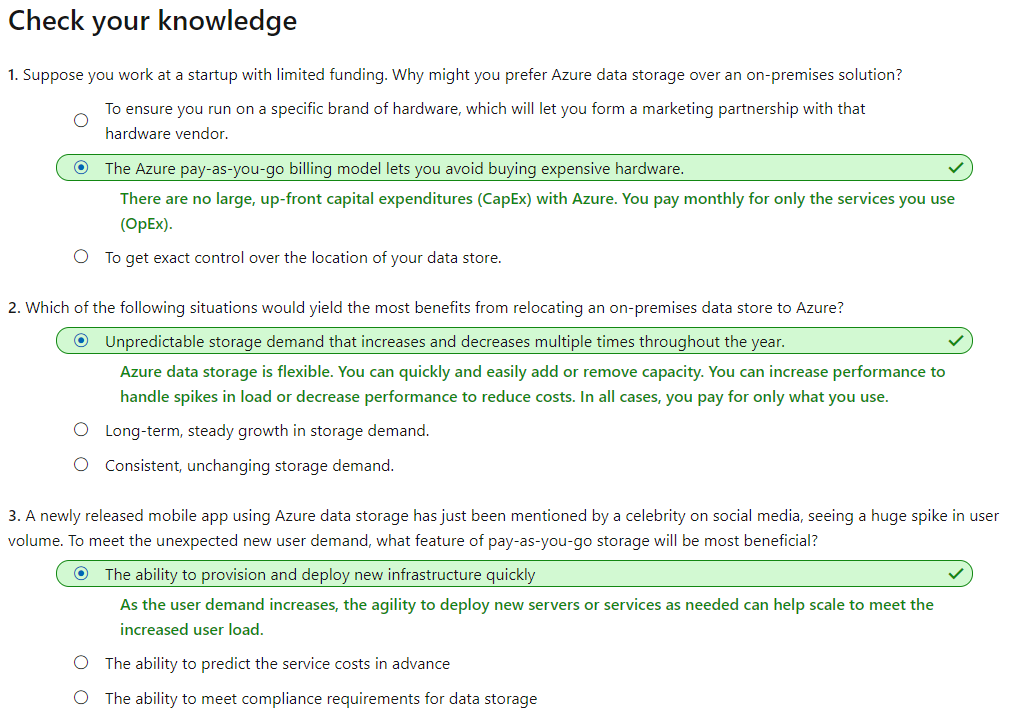 Check your knowledge
1. Suppose you work at a startup with limited funding. Why might you prefer Azure data storage over an on-premises solution?
To ensure you run on a specific brand of hardware, which will let you form a marketing partnership with that
hardware vendor.
The Azure pay-as-you-go billing model lets you avoid buying expensive hardware.
There are no large, up-front capital expenditures (CapEx) with Azure. You pay monthly for only the services you use
(OpEx).
To get exact control over the location of your data store.
2. Which of the following situations would yield the most benefits from relocating an on-premises data store to Azure?
Unpredictable storage demand that increases and decreases multiple times throughout the year.
Azure data storage is flexible. You can quickly and easily add or remove capacity. You can increase performance to
handle spikes in load or decrease performance to reduce costs. In all cases, you pay for only what you use.
Long-term, steady growth in storage demand.
Consistent, unchanging storage demand.
3. A newly released mobile app using Azure data storage has just been mentioned by a celebrity on social media, seeing a huge spike in user
volume. To meet the unexpected new user demand, what feature of pay-as-you-go storage will be most beneficial?
The ability to provision and deploy new infrastructure quickly
As the user demand increases, the agility to deploy new servers or services as needed can help scale to meet the
increased user load.
The ability to predict the service costs in advance
The ability to meet compliance requirements for data storage